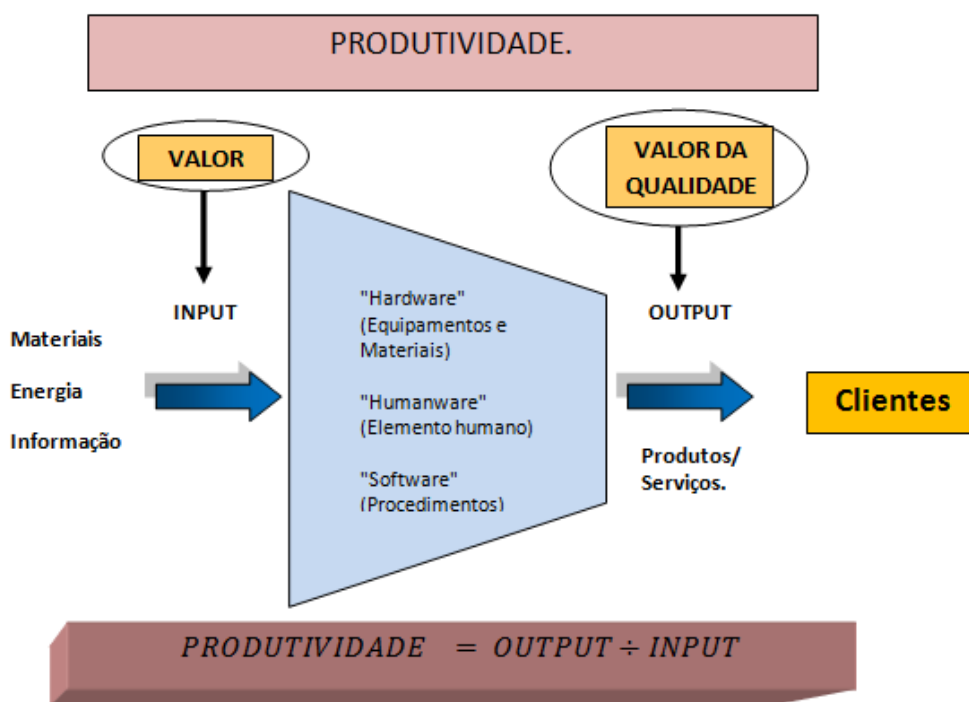 PRODUTIVIDADE.
VALOR
VALOR DA
QUALIDADE
INPUT
OUTPUT
Materiais
Energia
Informação
"Hardware"
(Equipamentos e
Materiais)
"Humanware"
(Elemento humano)
"Software"
(Procedimentos)
Produtos/
Serviços.
Clientes
PRODUTIVIDADE = OUTPUT ÷ INPUT